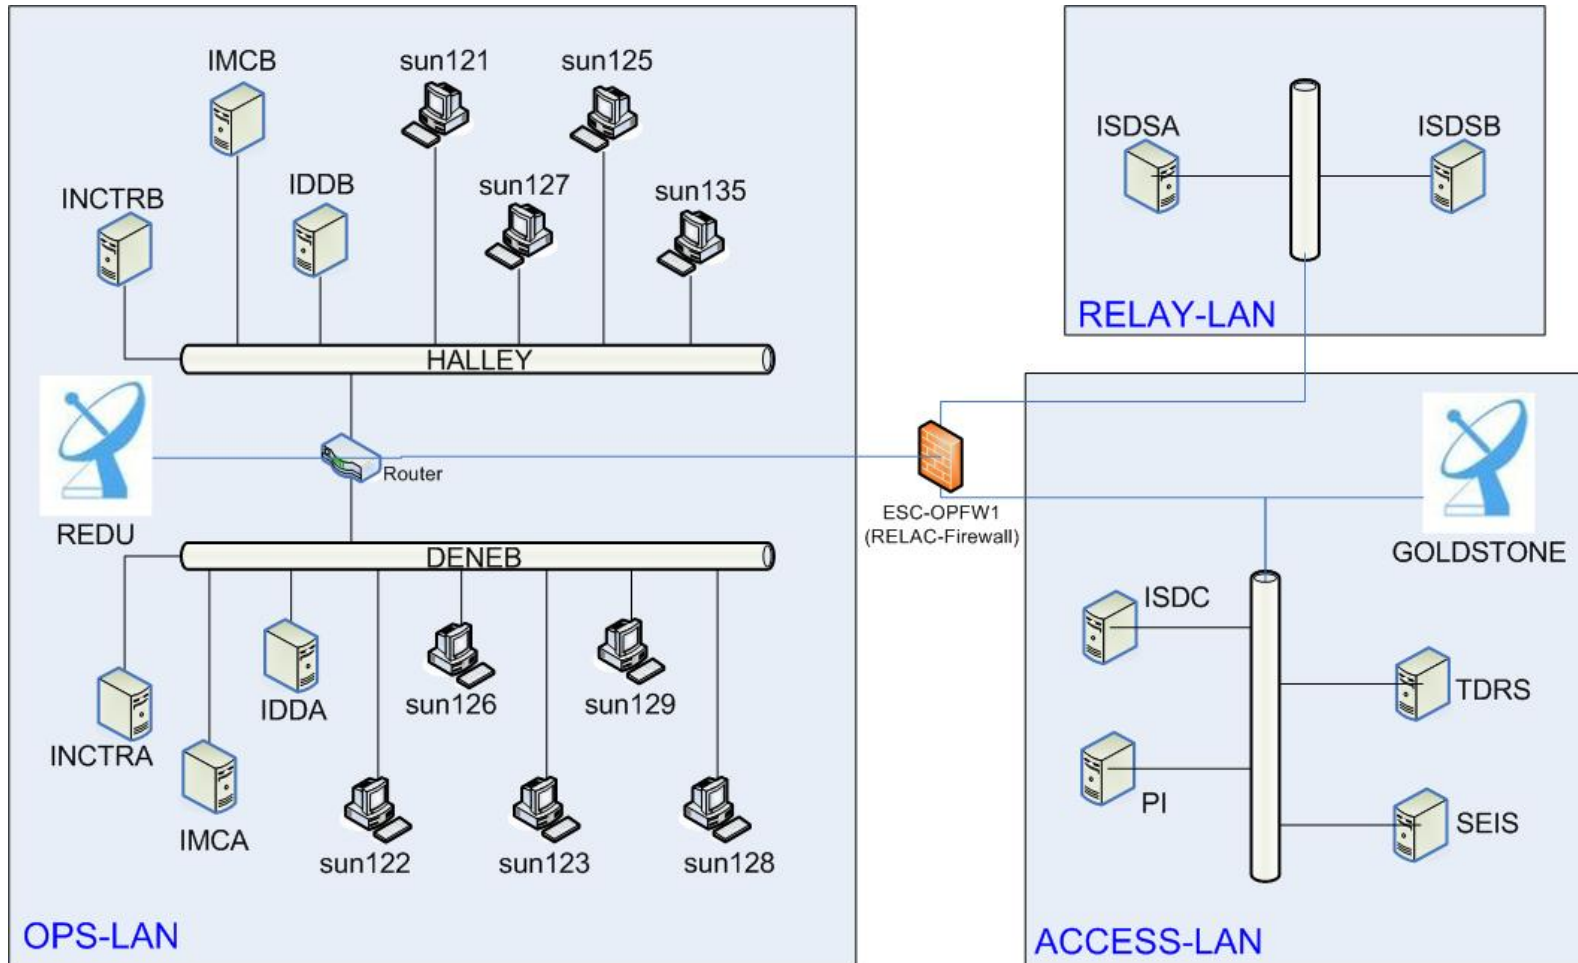 IMCB
sun121
sun125
INCTRB
IDDB
sun127
sun135
HALLEY
REDU
Router
DENEB
INCTRA
IMCA
IDDA
sun126
sun129
sun122
sun123
sun128
OPS-LAN
ESC-OPFW1
(RELAC-Firewall)
ISDSA
ISDSB
RELAY-LAN
GOLDSTONE
ISDC
TDRS
PI
SEIS
ACCESS-LAN